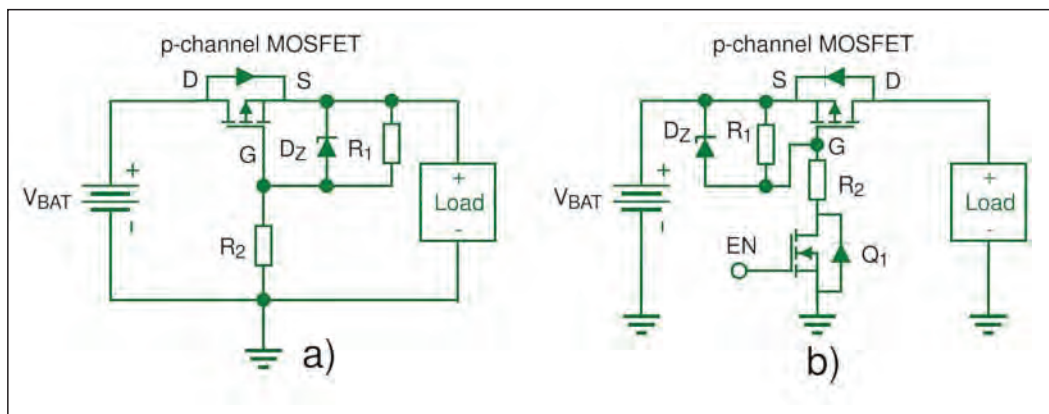 p-channel MOSFET
D
S
G
DZ
R1
VBAT
+
-
+
Load
-
R2
a)
p-channel MOSFET
S
D
DZ
R1
G
R2
VBAT
+
-
EN
Q1
+
Load
-
b)